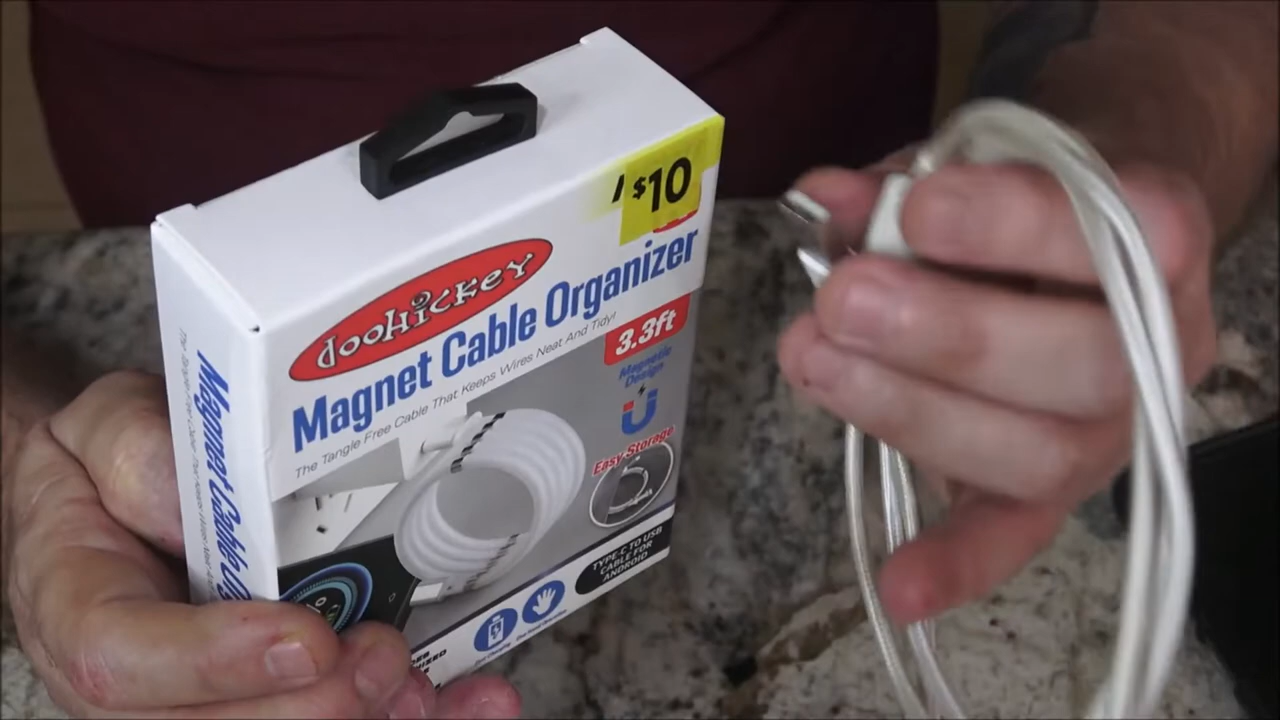 $10
dooHickey
Magnet Cable Organizer
The Tangle Free Cable That Keeps Wires Neat And Tidy!
3.3ft
Magnetic
Design
Easy Storage
TYPE-C TO USB
CABLE FOR
ANDROID
Magnet Cable